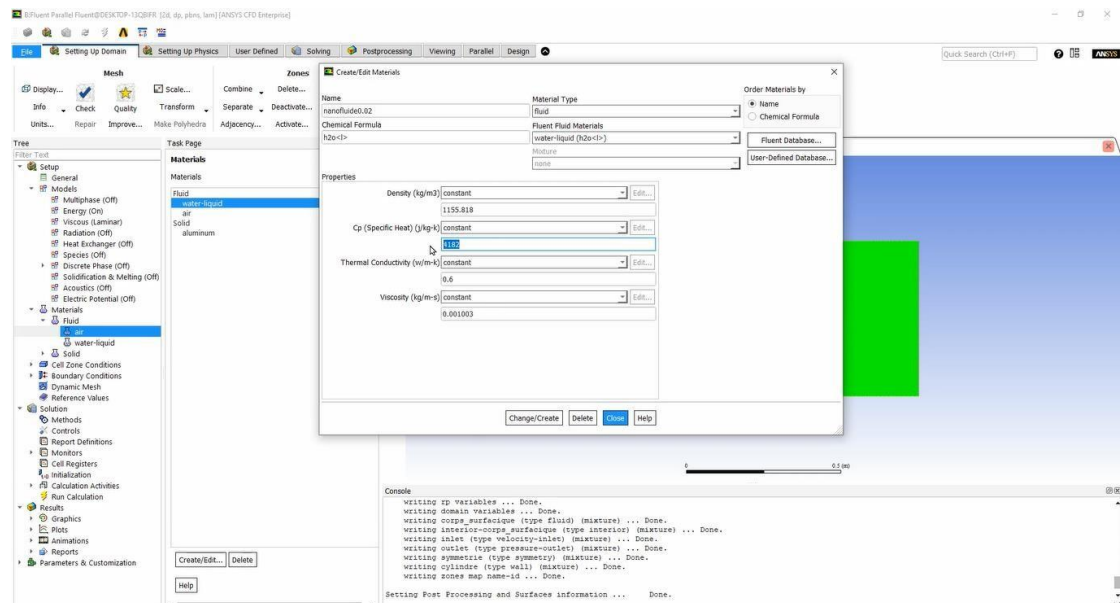 E:Fluent Parallel Fluent@DESKTOP-13QBIFR [2d, dp, pbns, lam] [ANSYS CFD Enterprise]
File Setting Up Domain Setting Up Physics User Defined Solving Postprocessing Viewing Parallel Design
Quick Search (Ctrl+F) ANSYS
Mesh
Zones
Display... Scale... Combine Delete...
Info Check Quality Transform Separate Deactivate...
Units... Repair Improve... Make Polyhedra Adjacency... Activate...
Tree
Filter Text
Setup
General
Models
Multiphase (Off)
Energy (On)
Viscous (Laminar)
Radiation (Off)
Heat Exchanger (Off)
Species (Off)
Discrete Phase (Off)
Solidification & Melting (Off)
Acoustics (Off)
Electric Potential (Off)
Materials
Fluid
air
water-liquid
Solid
Cell Zone Conditions
Boundary Conditions
Dynamic Mesh
Reference Values
Solution
Methods
Controls
Report Definitions
Monitors
Cell Registers
Initialization
Calculation Activities
Run Calculation
Results
Graphics
Plots
Animations
Reports
Parameters & Customization
Task Page
Materials
Materials
Fluid
water-liquid
air
Solid
aluminum
Create/Edit... Delete
Help
Create/Edit Materials
Name
nanofluide0.02
Chemical Formula
h2o<l>
Material Type
fluid
Fluent Fluid Materials
water-liquid (h2o<l>)
Mixture
none
Order Materials by
Name
Chemical Formula
Fluent Database...
User-Defined Database...
Properties
Density (kg/m3) constant Edit...
1155.818
Cp (Specific Heat) (j/kg-k) constant Edit...
4182
Thermal Conductivity (w/m-k) constant Edit...
0.6
Viscosity (kg/m-s) constant Edit...
0.001003
Change/Create Delete Close Help
0 0.5 (m)
Console
writing rp variables ... Done.
writing domain variables ... Done.
writing corps_surfacique (type fluid) (mixture) ... Done.
writing interior-corps_surfacique (type interior) (mixture) ... Done.
writing inlet (type velocity-inlet) (mixture) ... Done.
writing outlet (type pressure-outlet) (mixture) ... Done.
writing symmetrie (type symmetry) (mixture) ... Done.
writing cylindre (type wall) (mixture) ... Done.
writing zones map name-id ... Done.
Setting Post Processing and Surfaces information ... Done.